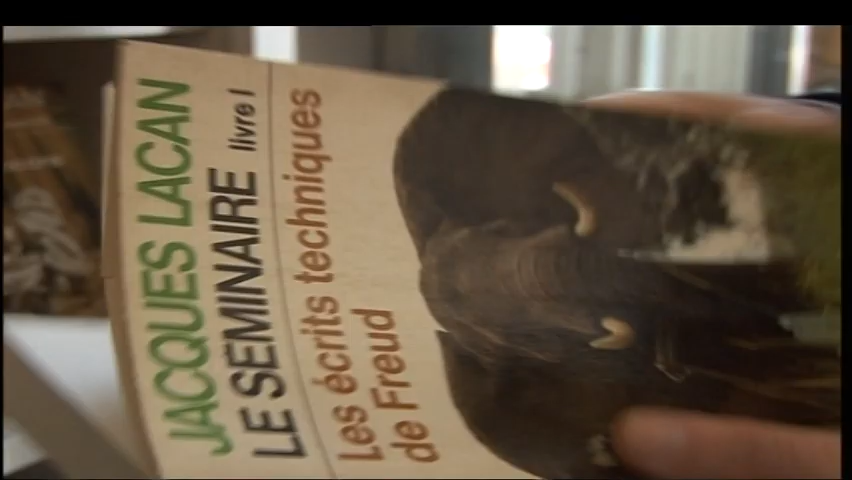 JACQUES LACAN
LE SEMINAIRE livre I
Les écrits techniques
de Freud